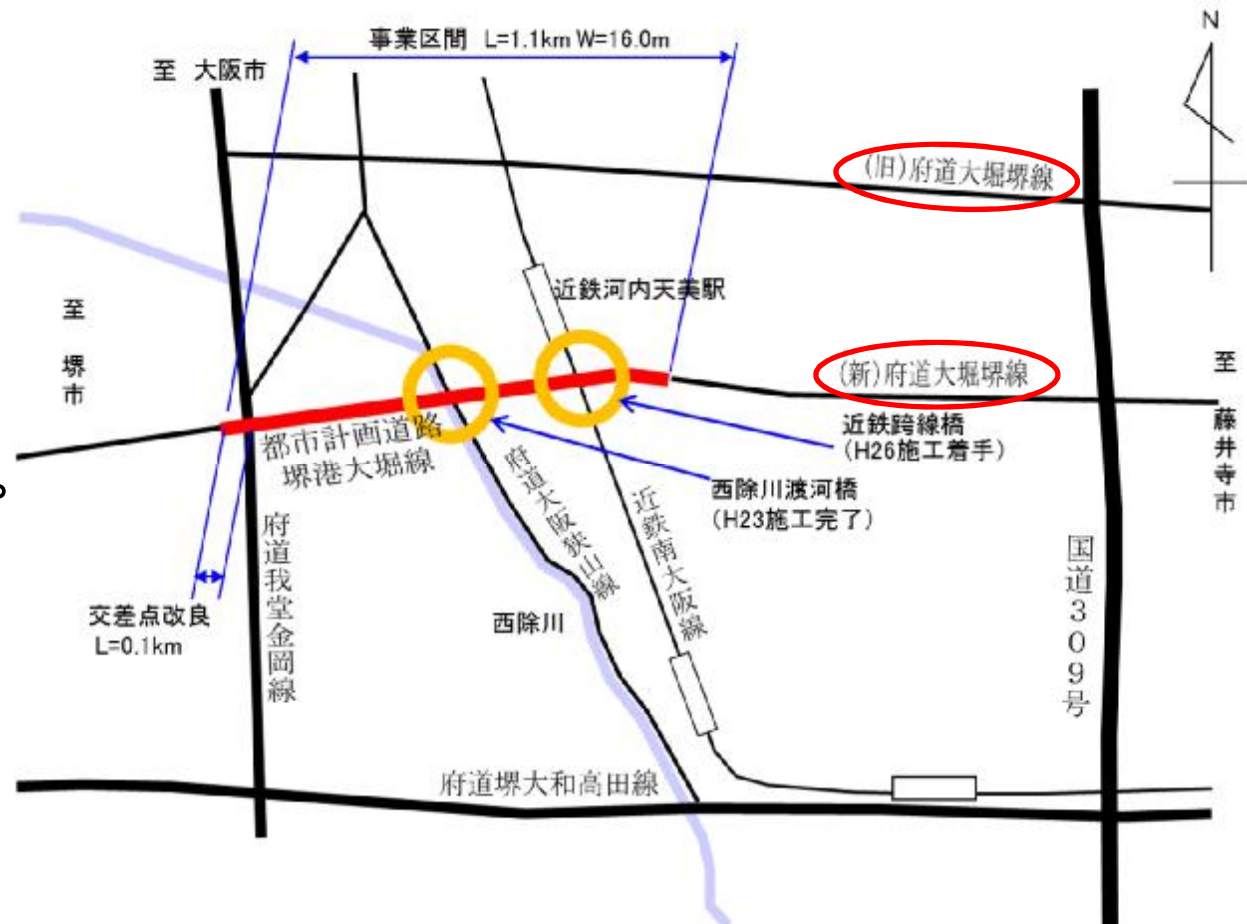 事業区間 L=1.1km W=16.0m
N
至 大阪市
(旧)府道大堀堺線
近鉄河内天美駅
至 堺市
(新)府道大堀堺線
至 藤井寺市
近鉄跨線橋
(H26施工着手)
都市計画道路
堺港大堀線
西除川渡河橋
(H23施工完了)
府道大阪狭山線
近鉄南大阪線
府道我堂金岡線
国道309号
交差点改良
L=0.1km
西除川
府道堺大和高田線